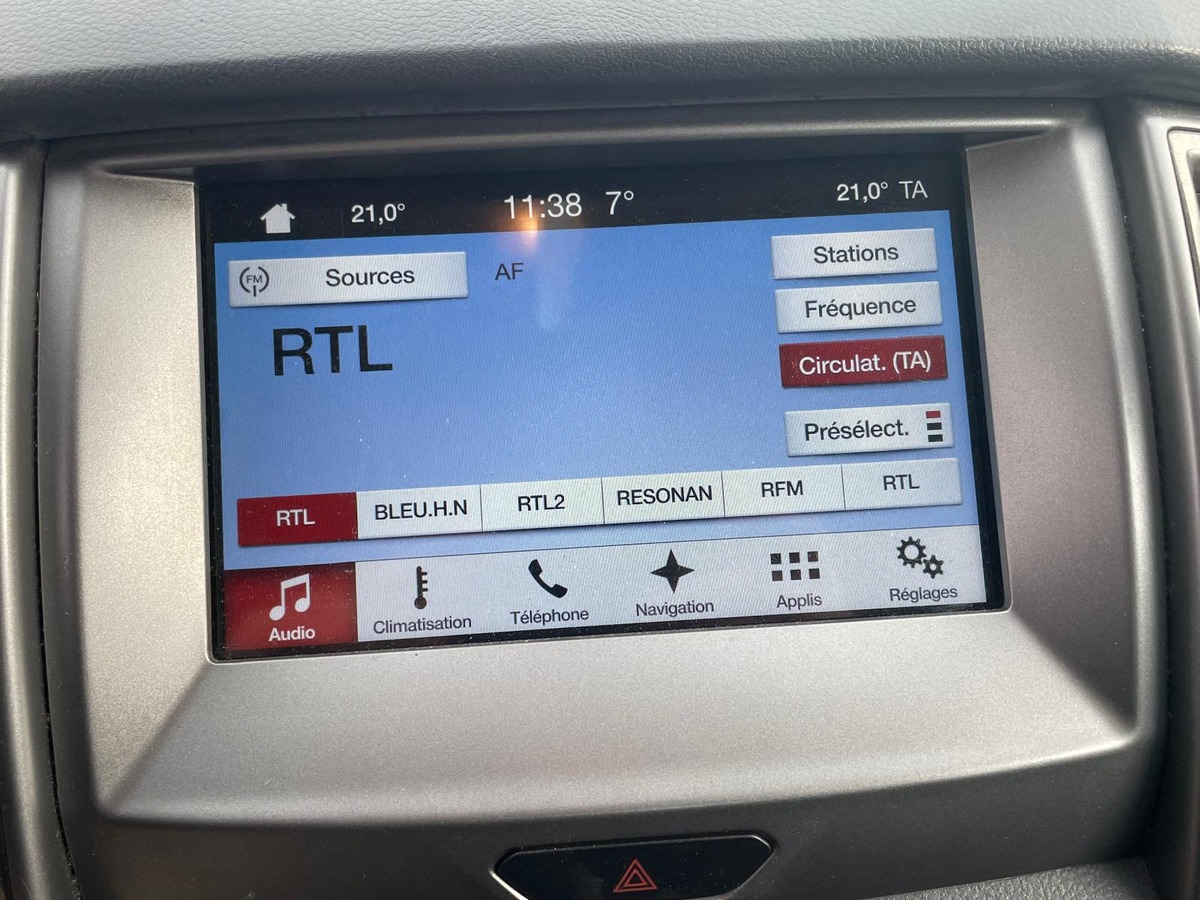 21,0° 11:38 7° 21,0° TA
FM Sources AF Stations
RTL
Fréquence
Circulat. (TA)
Présélect.
RTL BLEU.H.N RTL2 RESONAN RFM RTL
Audio Climatisation Téléphone Navigation Applis Réglages